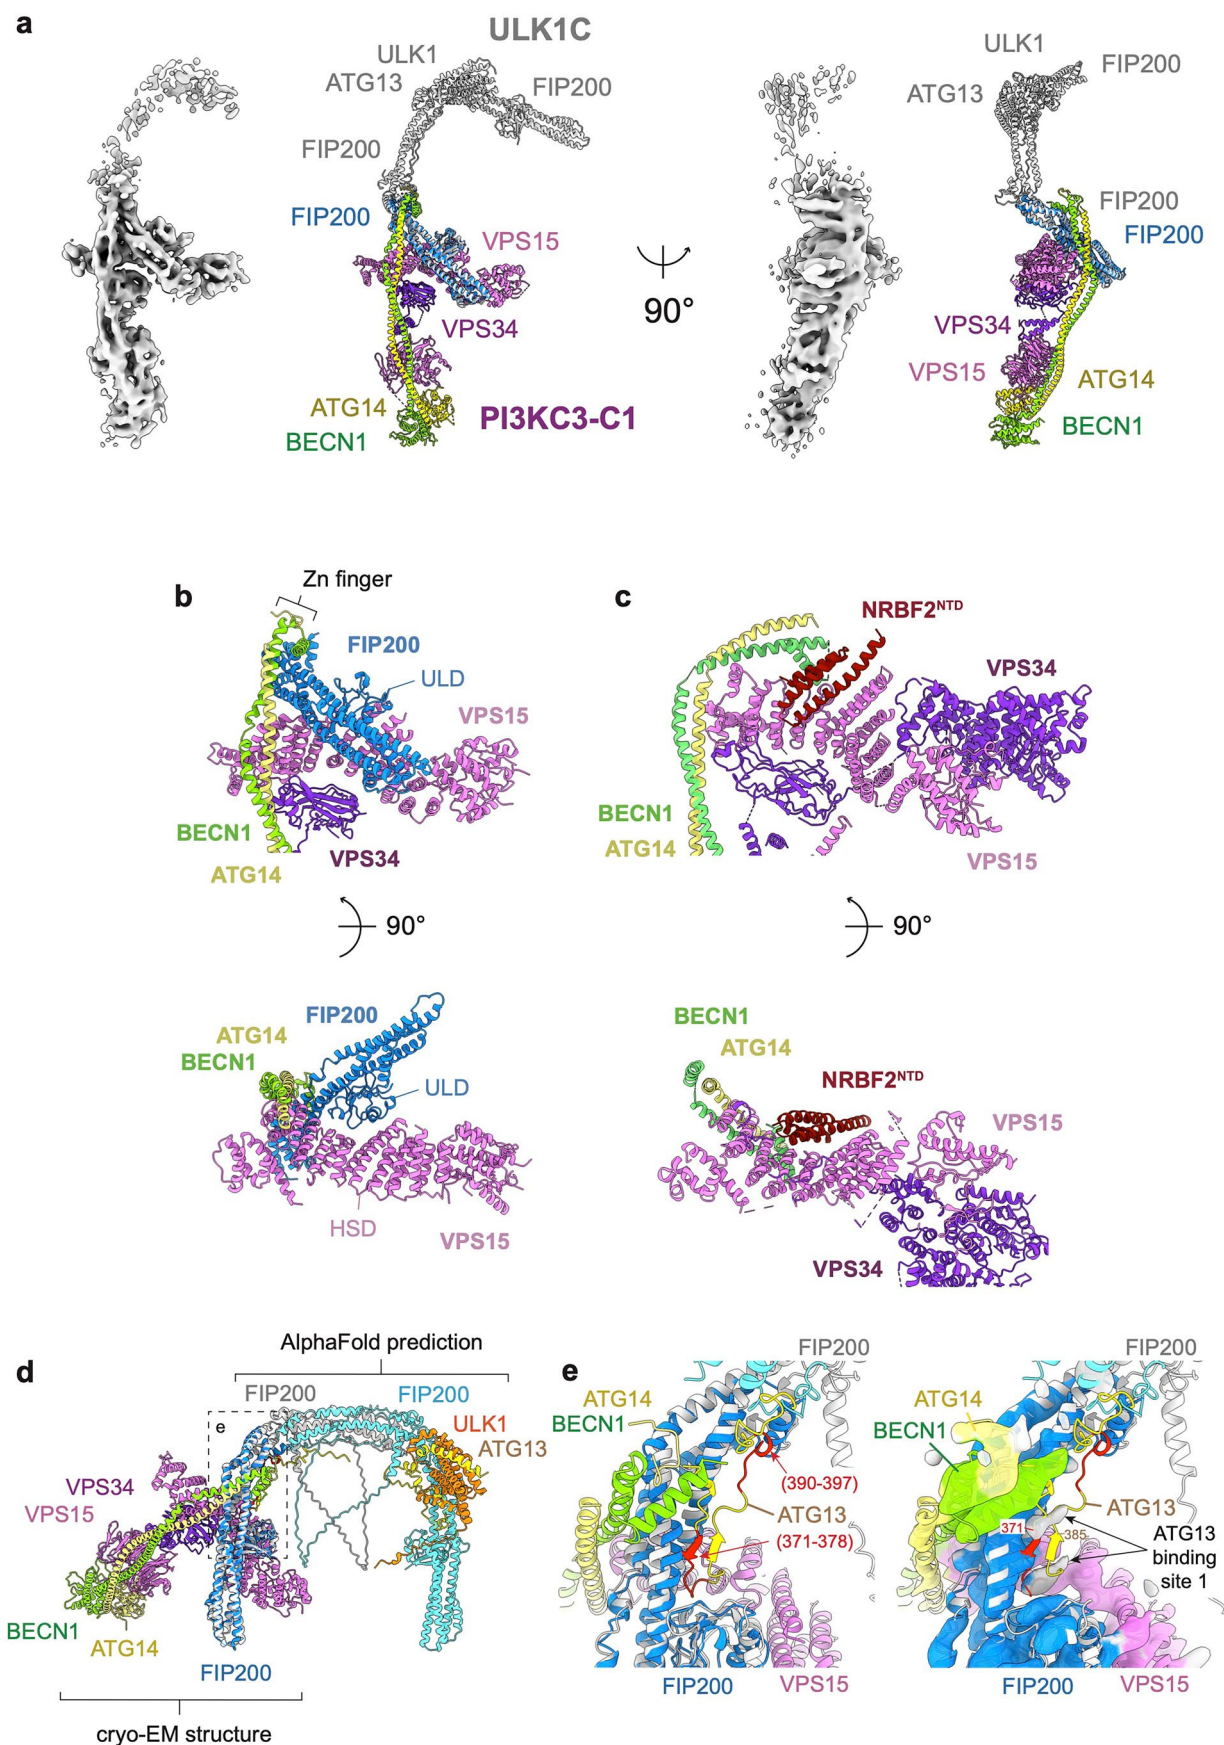 a
ULK1C
ULK1
ATG13
FIP200
FIP200
FIP200
VPS15
VPS34
ATG14
PI3KC3-C1
BECN1
90°
ULK1
FIP200
ATG13
FIP200
FIP200
VPS34
VPS15
ATG14
BECN1
b
Zn finger
FIP200
ULD
VPS15
BECN1
VPS34
ATG14
90°
FIP200
ATG14
BECN1
ULD
HSD
VPS15
c
NRBF2NTD
VPS34
BECN1
ATG14
VPS15
90°
BECN1
ATG14
NRBF2NTD
VPS15
VPS34
d
AlphaFold prediction
FIP200
FIP200
ULK1
ATG13
e
VPS34
VPS15
BECN1
ATG14
FIP200
cryo-EM structure
e
FIP200
ATG14
BECN1
(390-397)
ATG13
(371-378)
FIP200
VPS15
FIP200
ATG14
BECN1
ATG13
371
385
ATG13
binding
site 1
FIP200
VPS15